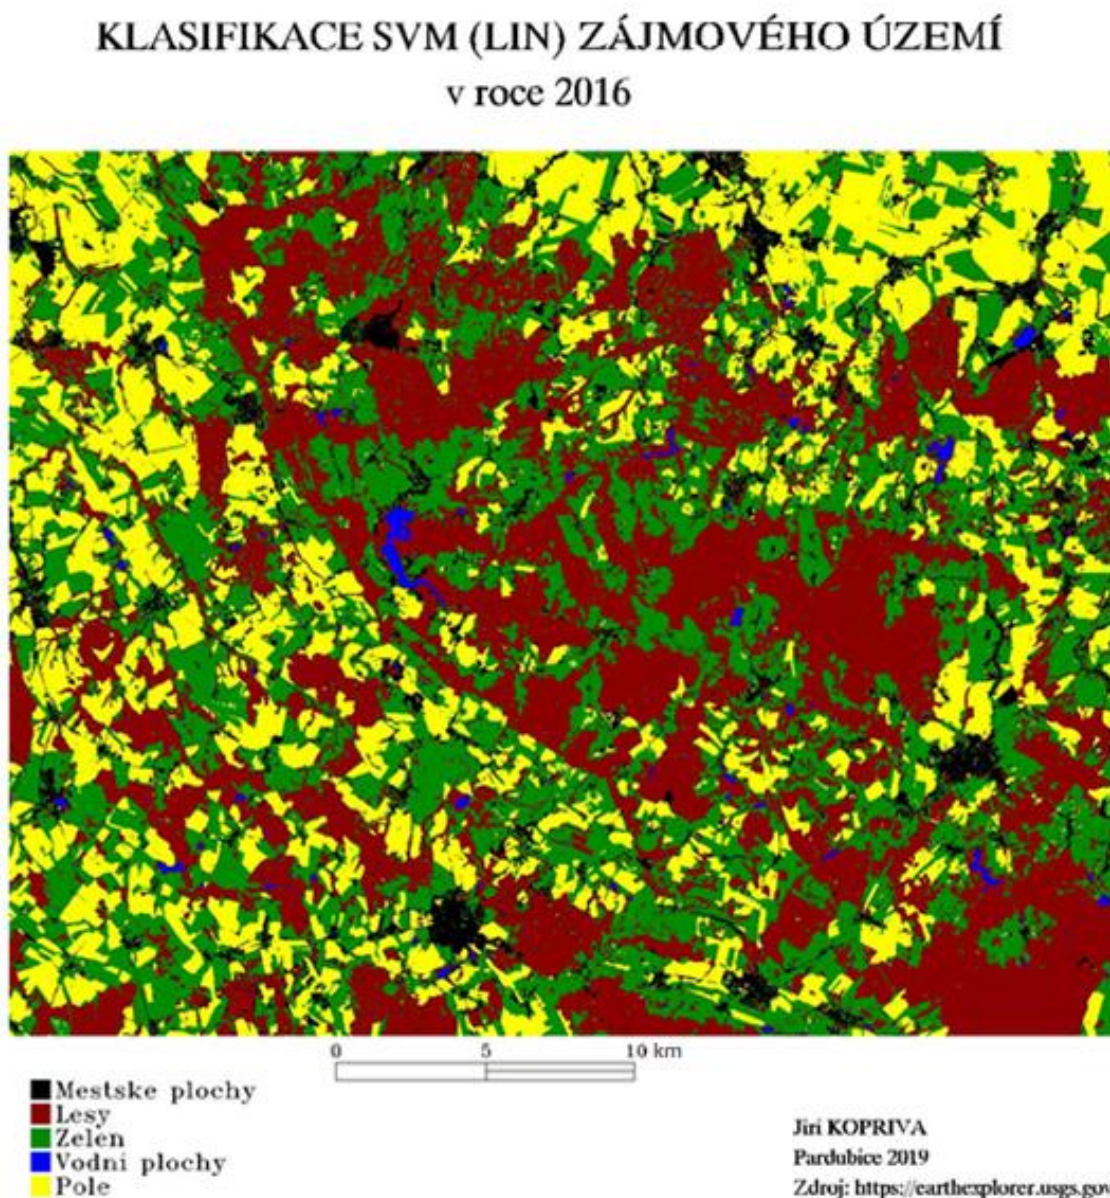 KLASIFIKACE SVM (LIN) ZÁJMOVÉHO ÚZEMÍ
v roce 2016
0 5 10 km
Mestske plochy
Lesy
Zelen
Vodni plochy
Pole
Jiri KOPRIVA
Pardubice 2019
Zdroj: https://earthexplorer.usgs.gov